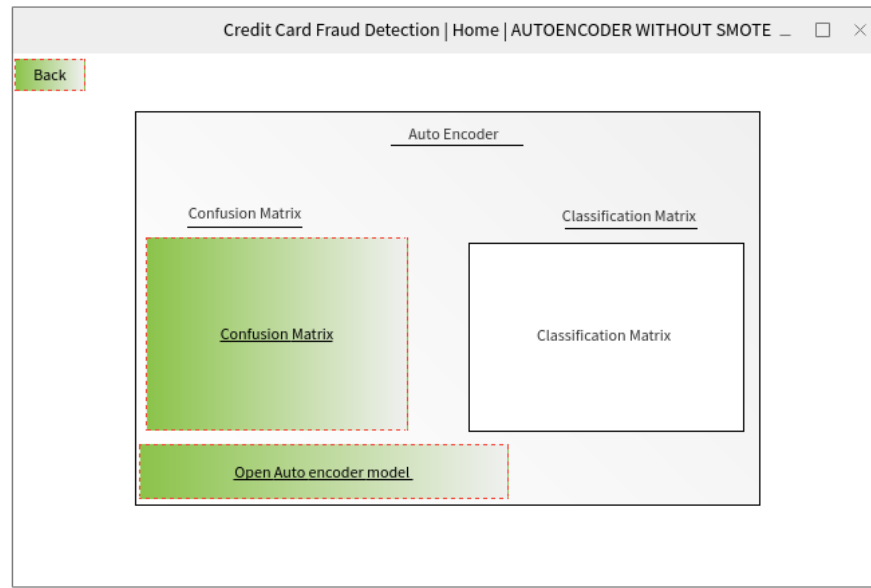 Credit Card Fraud Detection | Home | AUTOENCODER WITHOUT SMOTE
Back
Auto Encoder
Confusion Matrix
Classification Matrix
Confusion Matrix
Classification Matrix
Open Auto encoder model